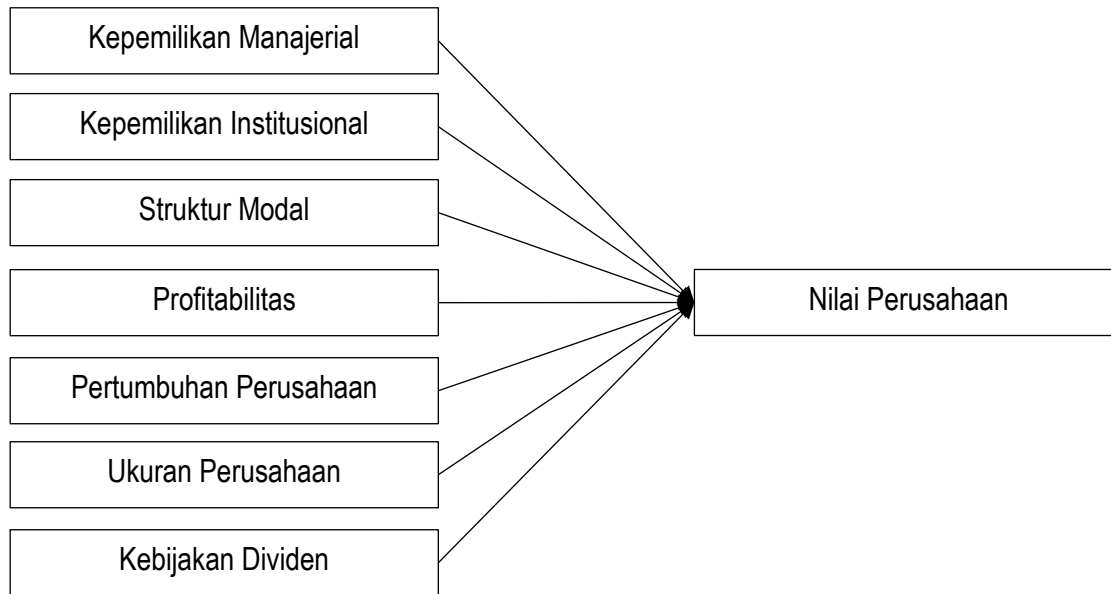 Kepemilikan Manajerial
Kepemilikan Institusional
Struktur Modal
Profitabilitas
Nilai Perusahaan
Pertumbuhan Perusahaan
Ukuran Perusahaan
Kebijakan Dividen